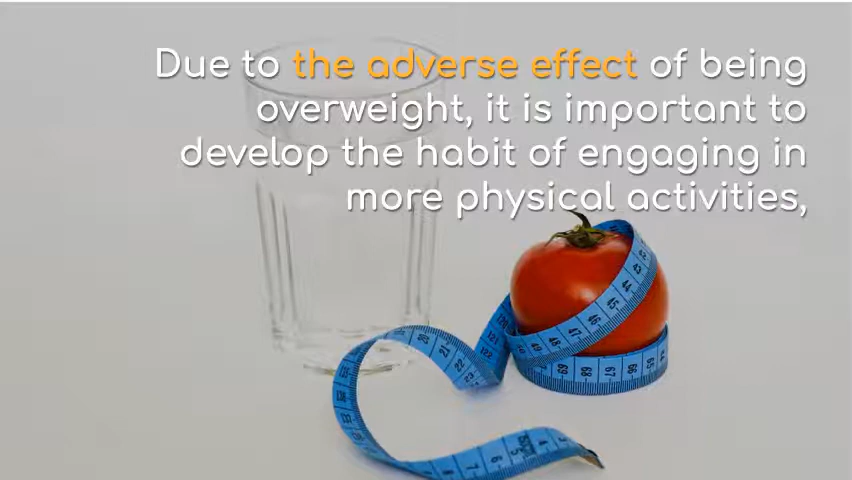 Due to the adverse effect of being
overweight, it is important to
develop the habit of engaging in
more physical activities,